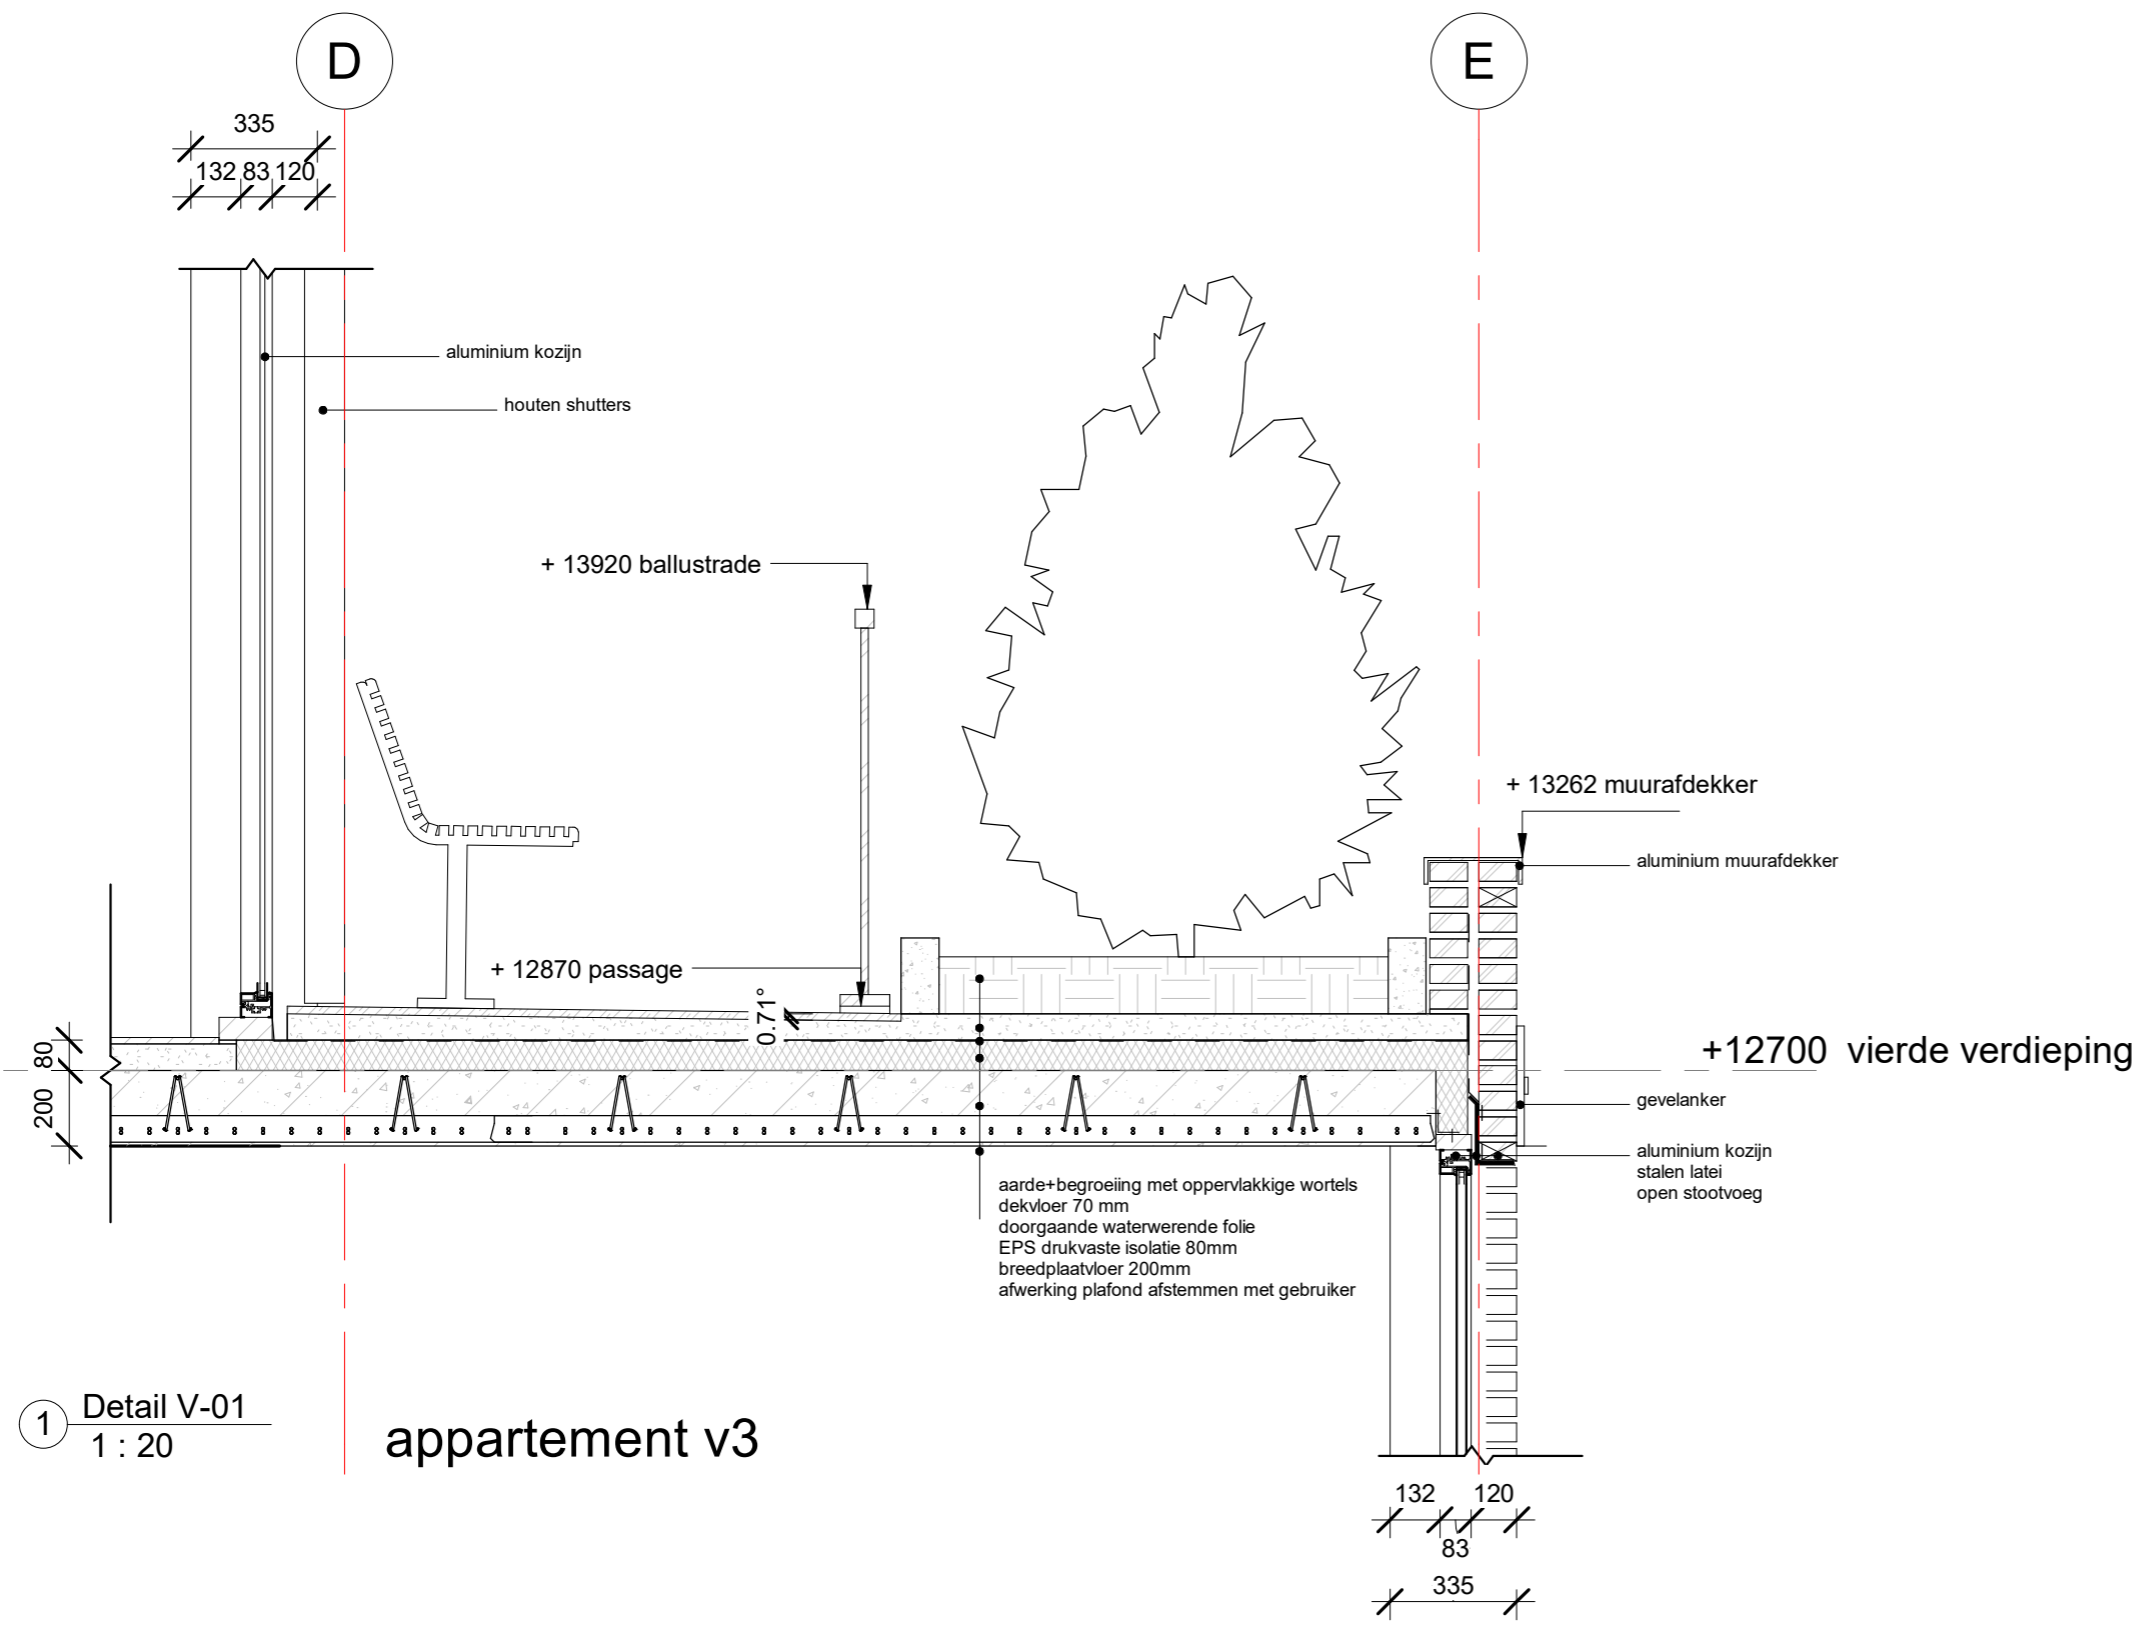 D
E
335
132 83 120
aluminium kozijn
houten shutters
+ 13920 ballustrade
+ 13262 muurafdekker
aluminium muurafdekker
+ 12870 passage
0.71°
80
200
+12700 vierde verdieping
gevelanker
aluminium kozijn
stalen latei
open stootvoeg
aarde+begroeiing met oppervlakkige wortels
dekvloer 70 mm
doorgaande waterwerende folie
EPS drukvaste isolatie 80mm
breedplaatvloer 200mm
afwerking plafond afstemmen met gebruiker
1
Detail V-01
1 : 20
appartement v3
132 120
83
335